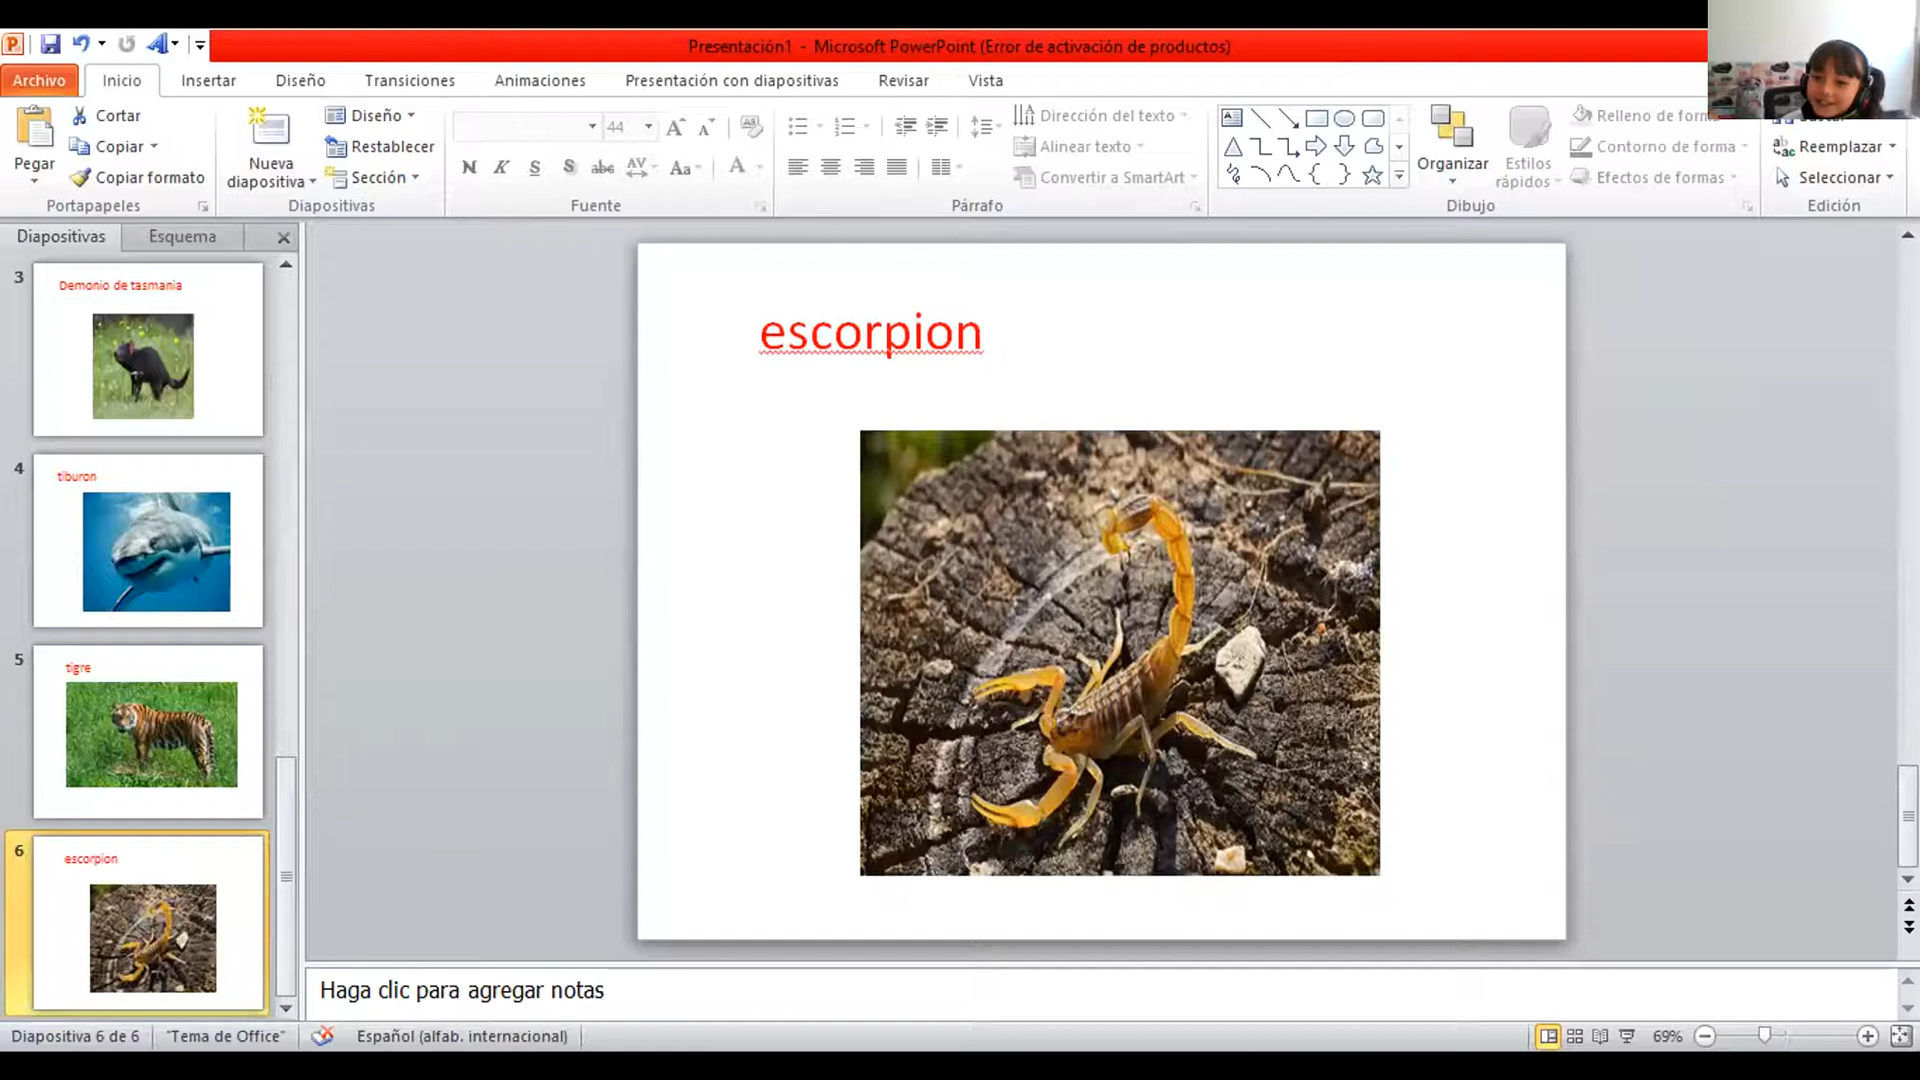 Presentación1 - Microsoft PowerPoint (Error de activación de productos)
Archivo Inicio Insertar Diseño Transiciones Animaciones Presentación con diapositivas Revisar Vista
Pegar
Cortar
Copiar
Copiar formato
Portapapeles
Nueva
diapositiva
Diseño
Restablecer
Sección
Diapositivas
44
N K S S abc AV Aa A
Fuente
Dirección del texto
Alinear texto
Convertir a SmartArt
Párrafo
Organizar
Estilos
rápidos
Relleno de forma
Contorno de forma
Efectos de formas
Dibujo
Reemplazar
Seleccionar
Edición
Diapositivas Esquema
3
Demonio de tasmania
4
tiburon
5
tigre
6
escorpion
escorpion
Haga clic para agregar notas
Diapositiva 6 de 6 "Tema de Office" Español (alfab. internacional) 69%